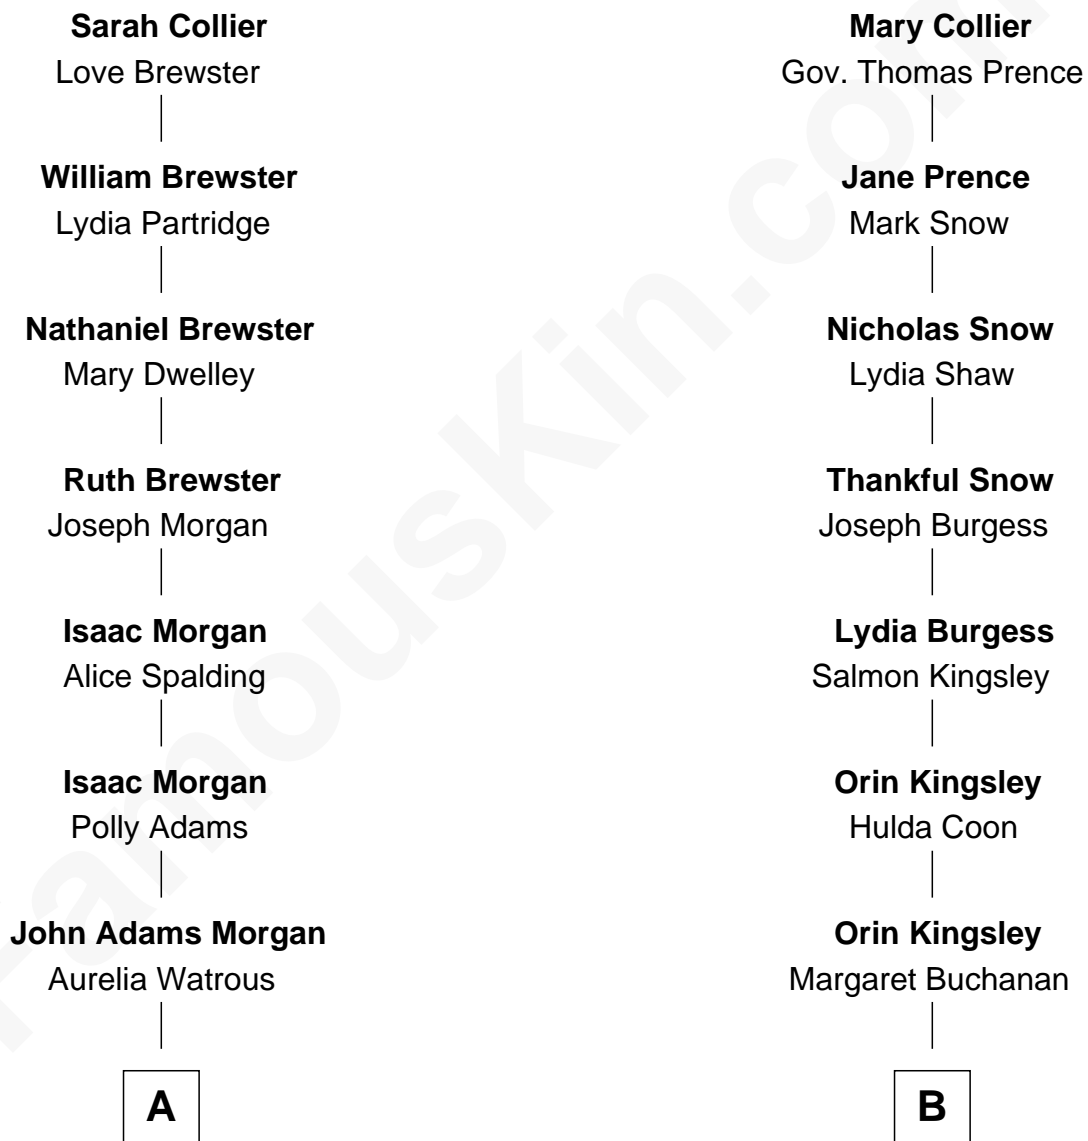 Sarah Collier
Love Brewster
William Brewster
Lydia Partridge
Nathaniel Brewster
Mary Dwelley
Ruth Brewster
Joseph Morgan
Isaac Morgan
Alice Spalding
Isaac Morgan
Polly Adams
John Adams Morgan
Aurelia Watrous
A
Mary Collier
Gov. Thomas Prence
Jane Prence
Mark Snow
Nicholas Snow
Lydia Shaw
Thankful Snow
Joseph Burgess
Lydia Burgess
Salmon Kingsley
Orin Kingsley
Hulda Coon
Orin Kingsley
Margaret Buchanan
B
FamousKin.com